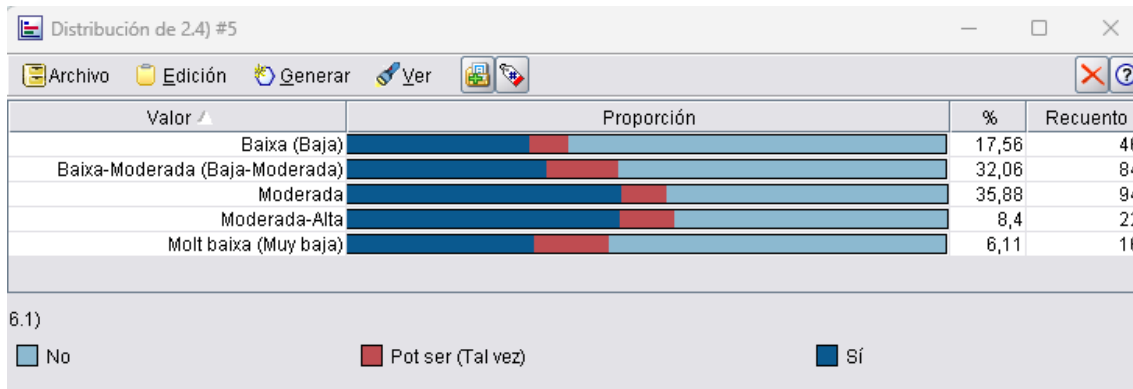 Distribución de 2.4) #5
Archivo Edición Generar Ver
Valor Proporción % Recuento
Baixa (Baja) 17,56
Baixa-Moderada (Baja-Moderada) 32,06
Moderada 35,88
Moderada-Alta 8,4
Molt baixa (Muy baja) 6,11
6.1)
No Pot ser (Tal vez) Sí